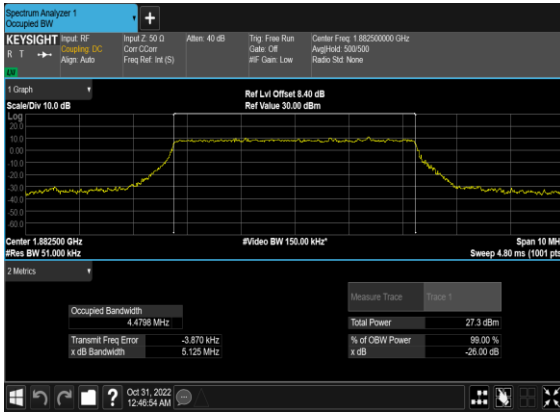 Spectrum Analyzer 1
Occupied BW
+
KEYSIGHT Input: RF Input Z: 50 Ω Atten: 40 dB Trig: Free Run Center Freq: 1.882500000 GHz
R T Coupling: DC Corr CCorr Gate: Off Avg|Hold: 500/500
Align: Auto Freq Ref: Int (S) #IF Gain: Low Radio Std: None
LXI
1 Graph
Ref Lvl Offset 8.40 dB
Scale/Div 10.0 dB Ref Value 30.00 dBm
Log
20.0
10.0
0.00
-10.0
-20.0
-30.0
-40.0
-50.0
-60.0
Center 1.882500 GHz #Video BW 150.00 kHz* Span 10 MH
#Res BW 51.000 kHz Sweep 4.80 ms (1001 pts
2 Metrics
Measure Trace Trace 1
Occupied Bandwidth
4.4798 MHz Total Power 27.3 dBm
Transmit Freq Error -3.870 kHz % of OBW Power 99.00 %
x dB Bandwidth 5.125 MHz x dB -26.00 dB
Oct 31, 2022
12:46:54 AM